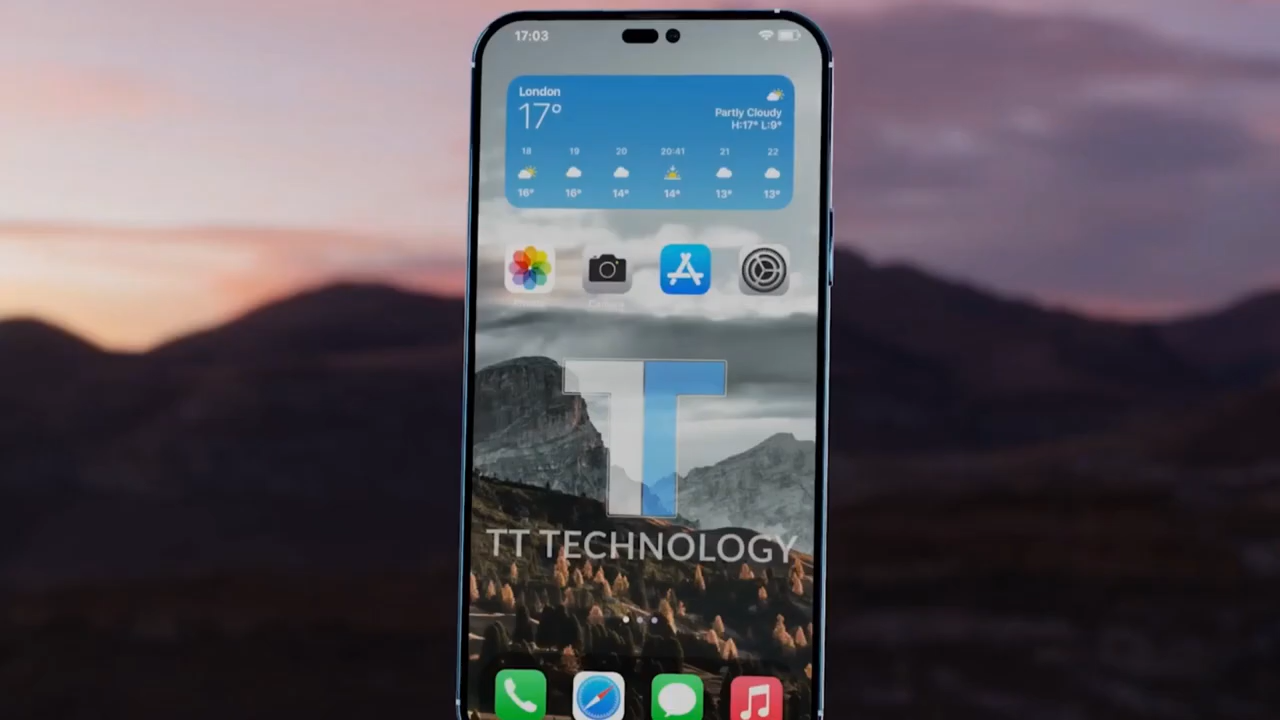 17:03
London
17°
Partly Cloudy
H:17° L:9°
18 19 20 20:41 21 22
16° 16° 14° 14° 13° 13°
Camera
TT TECHNOLOGY